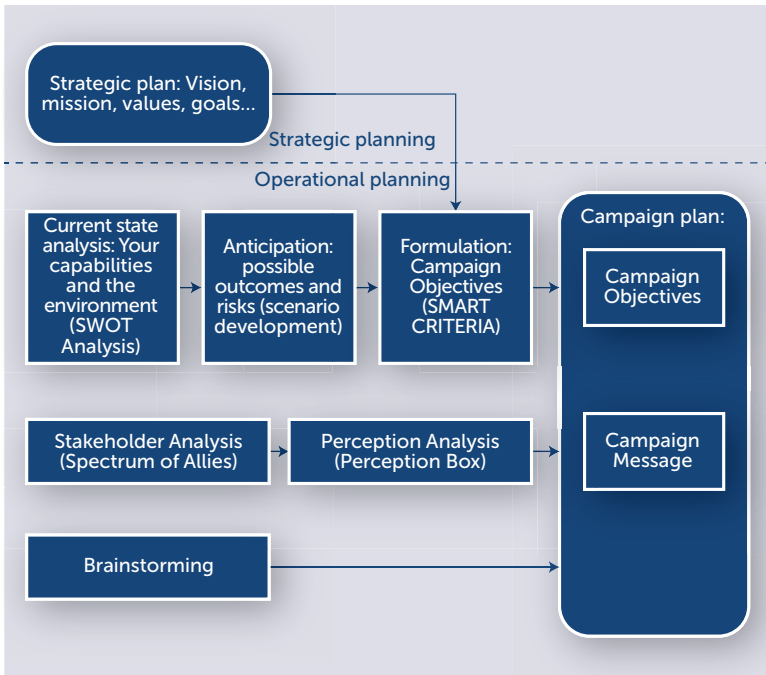 Strategic plan: Vision,
mission, values, goals...
Strategic planning
Operational planning
Current state
analysis: Your
capabilities
and the
environment
(SWOT
Analysis)
Anticipation:
possible
outcomes and
risks (scenario
development)
Formulation:
Campaign
Objectives
(SMART
CRITERIA)
Campaign plan:
Campaign
Objectives
Stakeholder Analysis
(Spectrum of Allies)
Perception Analysis
(Perception Box)
Campaign
Message
Brainstorming